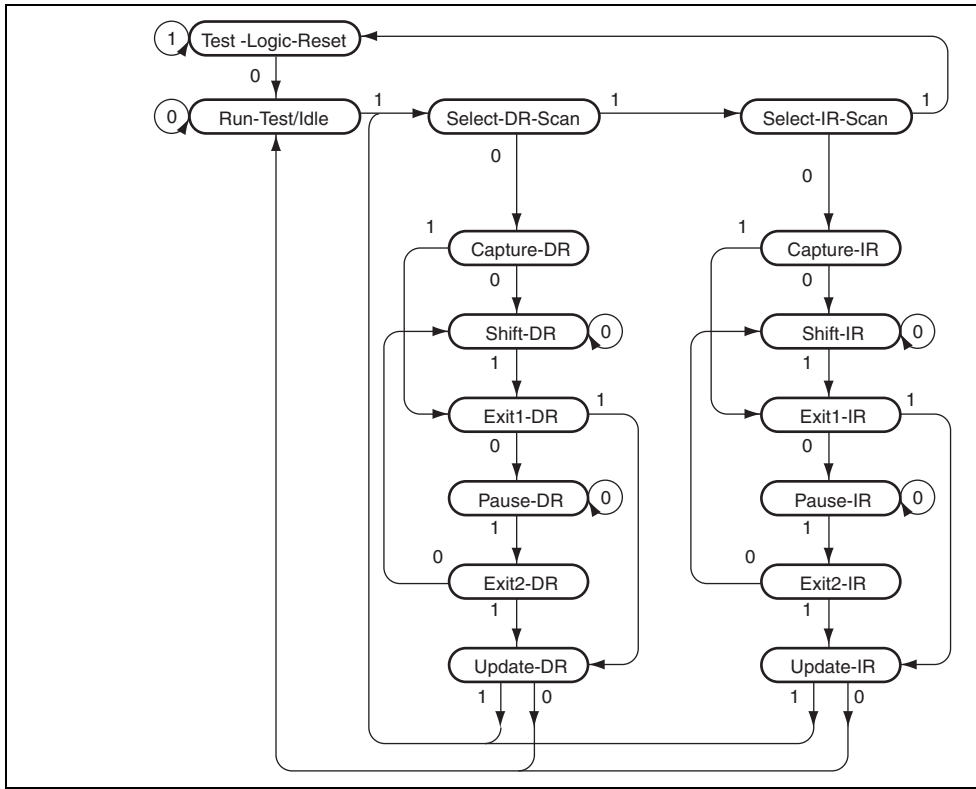 1 Test -Logic-Reset
0
0 Run-Test/Idle 1 Select-DR-Scan 1 Select-IR-Scan 1
0 0
1 Capture-DR 1 Capture-IR
0 0
Shift-DR 0 Shift-IR 0
1 1
Exit1-DR 1 Exit1-IR 1
0 0
Pause-DR 0 Pause-IR 0
1 1
0 Exit2-DR 0 Exit2-IR
1 1
Update-DR Update-IR
1 0 1 0